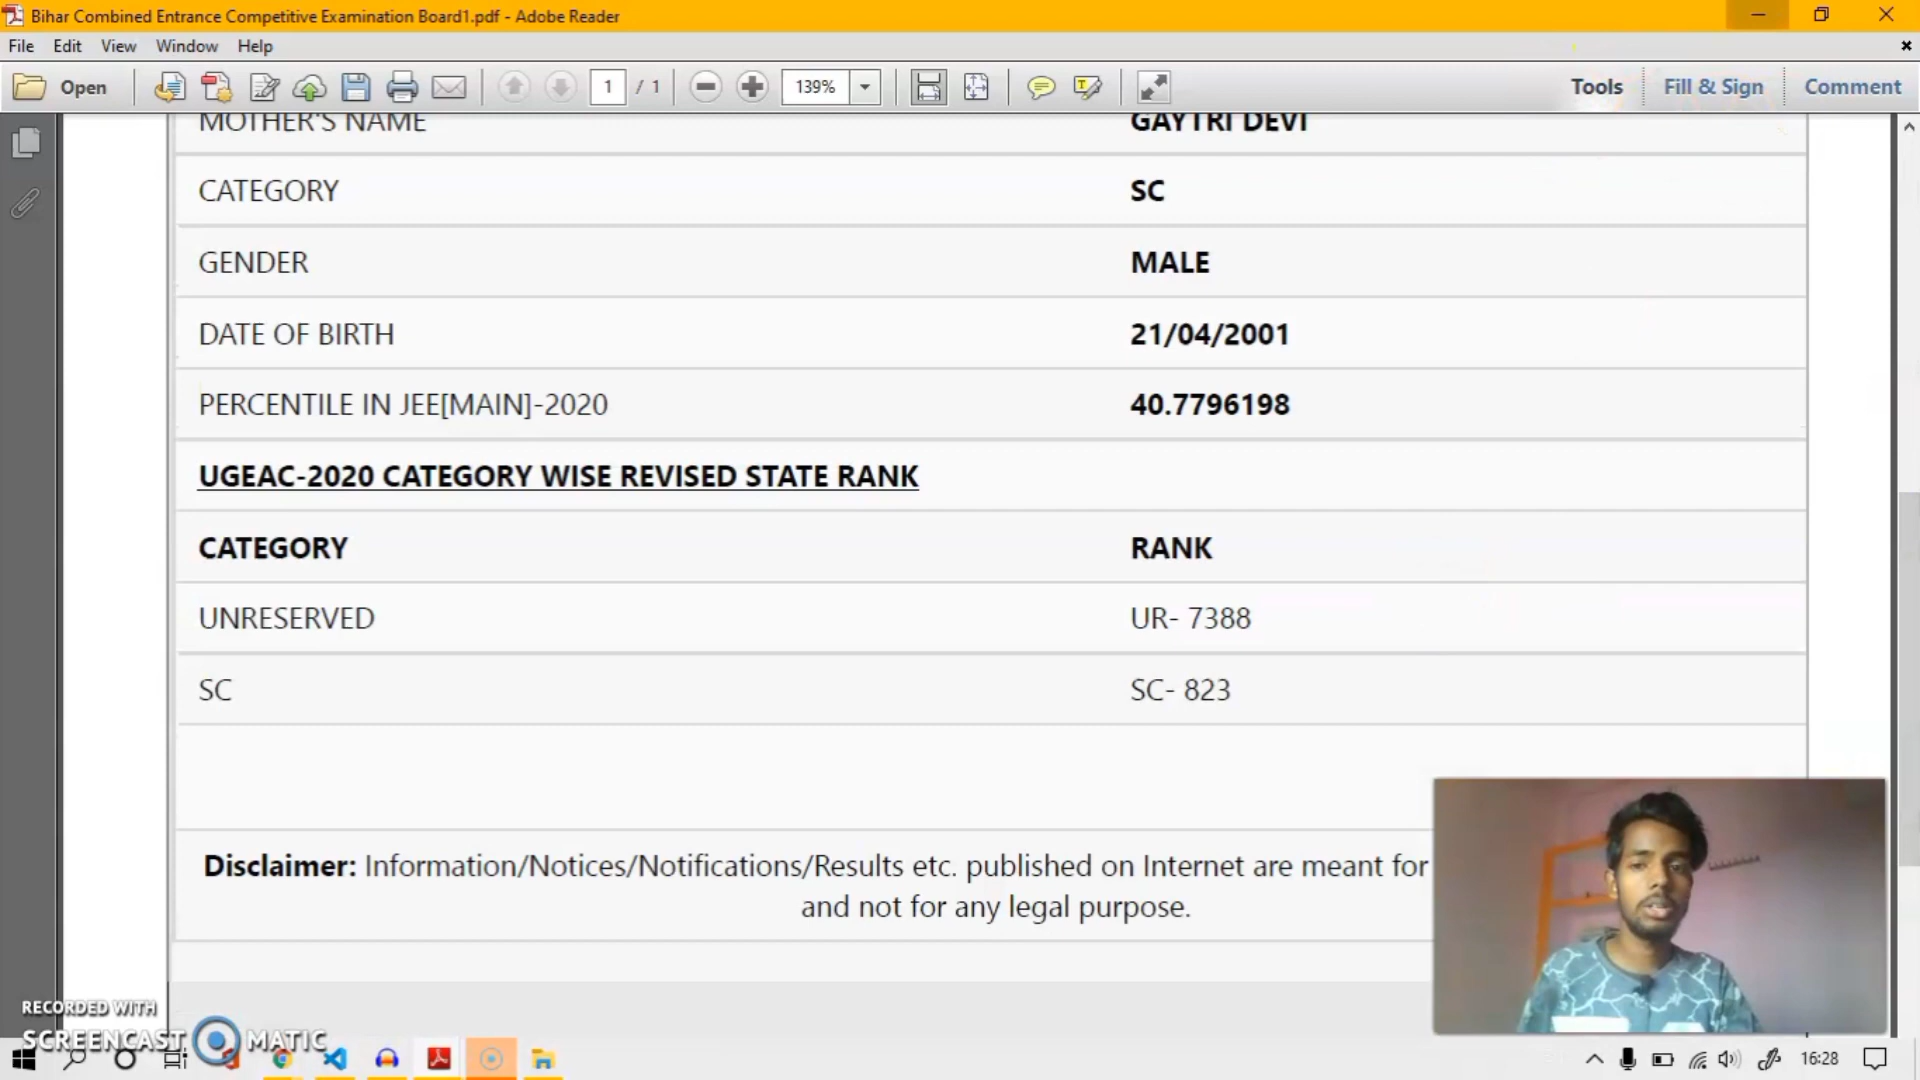 Bihar Combined Entrance Competitive Examination Board1.pdf - Adobe Reader
File Edit View Window Help
Open 1 / 1 139% Tools Fill & Sign Comment
MOTHER'S NAME GAYTRI DEVI
CATEGORY SC
GENDER MALE
DATE OF BIRTH 21/04/2001
PERCENTILE IN JEE[MAIN]-2020 40.7796198
UGEAC-2020 CATEGORY WISE REVISED STATE RANK
CATEGORY RANK
UNRESERVED UR- 7388
SC SC- 823
Disclaimer: Information/Notices/Notifications/Results etc. published on Internet are meant for
and not for any legal purpose.
RECORDED WITH
SCREENCAST MATIC
16:28